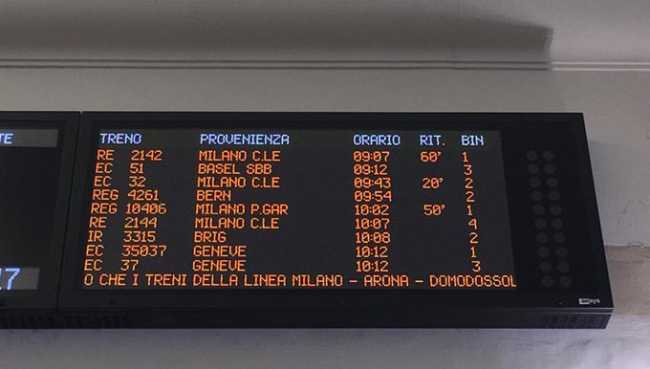 TE
TRENO PROVENIENZA ORARIO RIT. BIN
RE 2142 MILANO C.LE 09:07 60' 1
EC 51 BASEL SBB 09:12 3
EC 32 MILANO C.LE 09:43 20' 2
REG 4261 BERN 09:54 2
REG 10406 MILANO P.GAR 10:02 50' 1
RE 2144 MILANO C.LE 10:07 4
IR 3315 BRIG 10:08 2
EC 35037 GENEVE 10:12 1
EC 37 GENEVE 10:12 3
17
O CHE I TRENI DELLA LINEA MILANO - ARONA - DOMODOSSOL